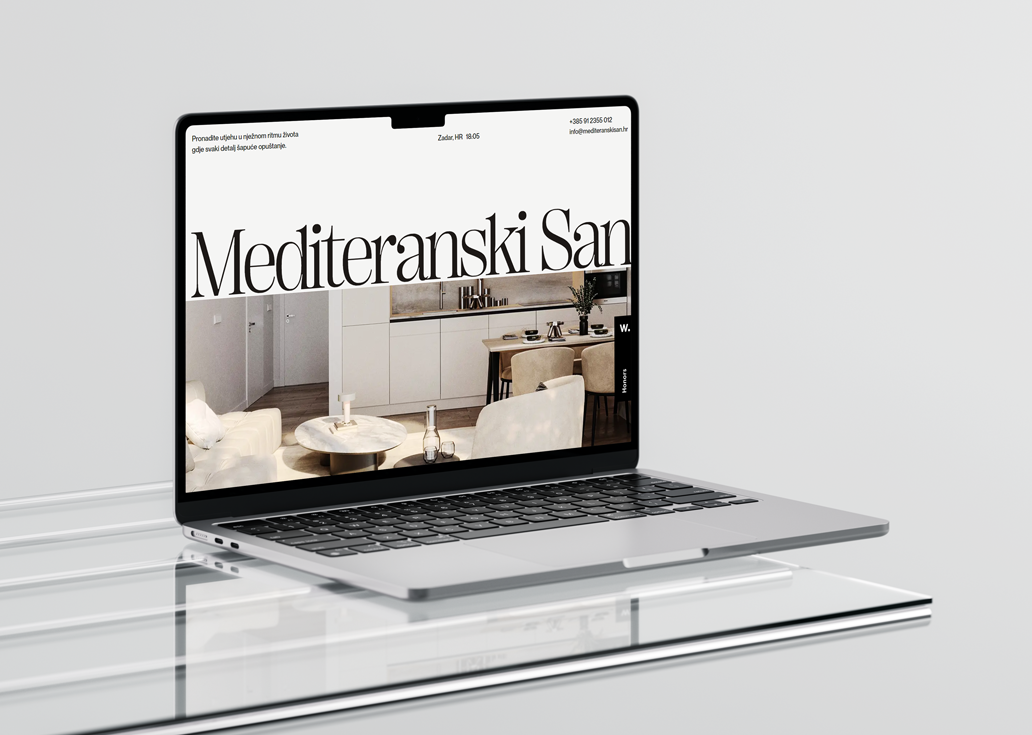 Pronađite utjehu u nježnom ritmu života
gdje svaki detalj šapuće opuštanje.
Zadar, HR 18:05
+385 91 2355 012
info@mediteranskisan.hr
Mediteranski San
W.
Honors